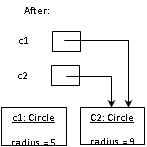 After:
c1
c2
c1: Circle
C2: Circle
radius = 5
radius = 9